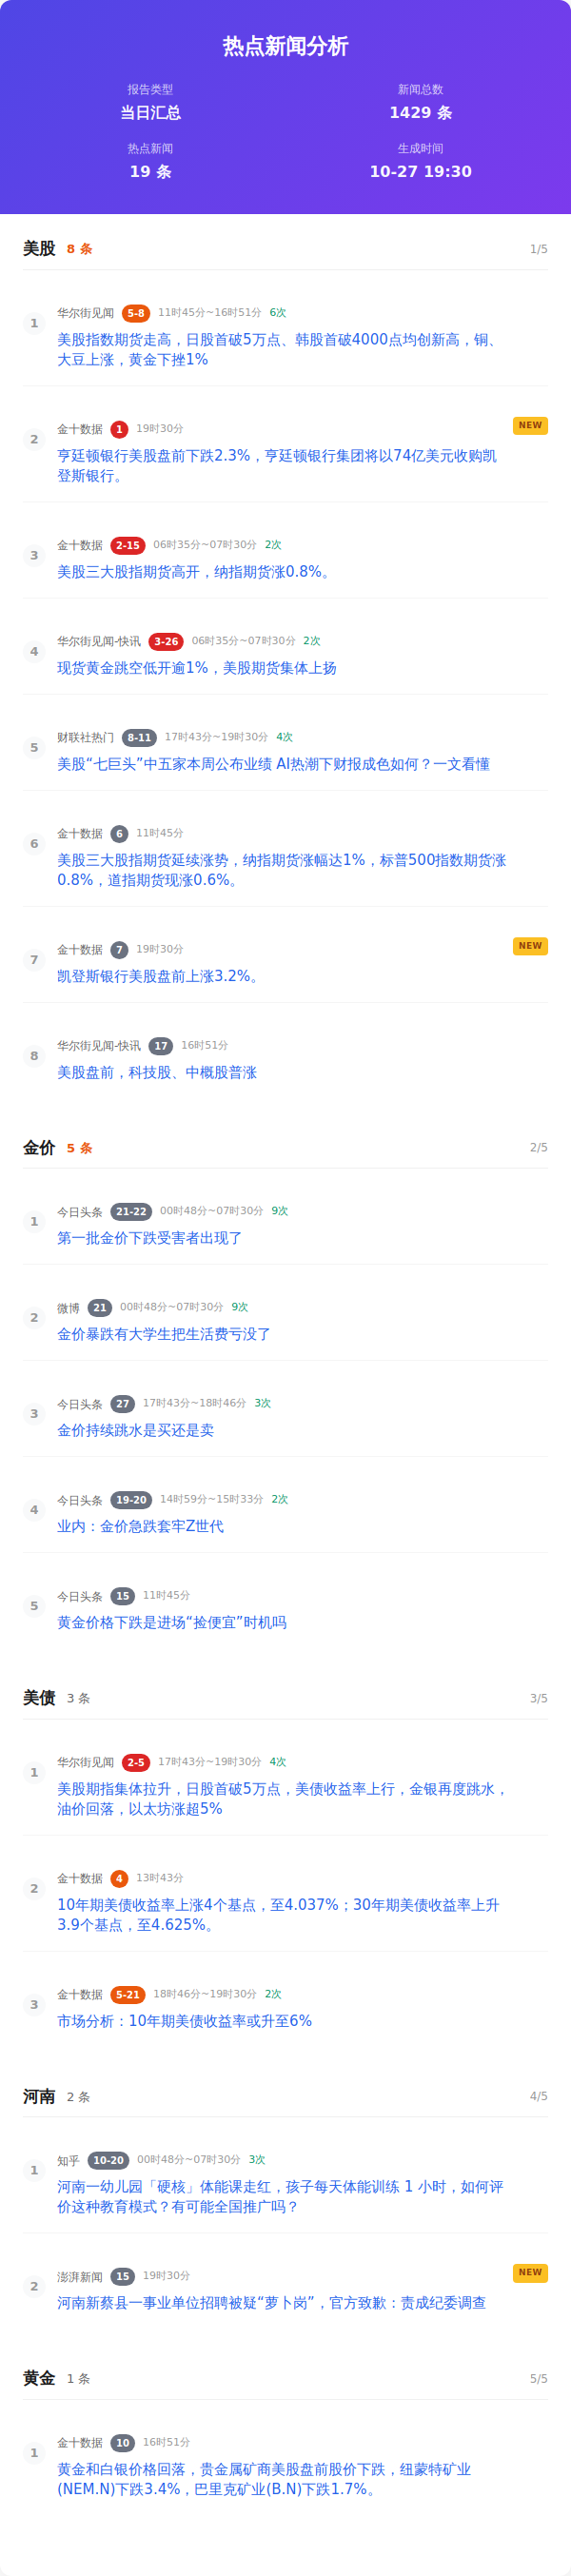 热点新闻分析
报告类型
当日汇总
新闻总数
1429 条
热点新闻
19 条
生成时间
10-27 19:30
美股 8 条 1/5
1
华尔街见闻 5-8 11时45分~16时51分 6次
美股指数期货走高，日股首破5万点、韩股首破4000点均创新高，铜、
大豆上涨，黄金下挫1%
2
金十数据 1 19时30分 NEW
亨廷顿银行美股盘前下跌2.3%，亨廷顿银行集团将以74亿美元收购凯
登斯银行。
3
金十数据 2-15 06时35分~07时30分 2次
美股三大股指期货高开，纳指期货涨0.8%。
4
华尔街见闻-快讯 3-26 06时35分~07时30分 2次
现货黄金跳空低开逾1%，美股期货集体上扬
5
财联社热门 8-11 17时43分~19时30分 4次
美股“七巨头”中五家本周公布业绩 AI热潮下财报成色如何？一文看懂
6
金十数据 6 11时45分
美股三大股指期货延续涨势，纳指期货涨幅达1%，标普500指数期货涨
0.8%，道指期货现涨0.6%。
7
金十数据 7 19时30分 NEW
凯登斯银行美股盘前上涨3.2%。
8
华尔街见闻-快讯 17 16时51分
美股盘前，科技股、中概股普涨
金价 5 条 2/5
1
今日头条 21-22 00时48分~07时30分 9次
第一批金价下跌受害者出现了
2
微博 21 00时48分~07时30分 9次
金价暴跌有大学生把生活费亏没了
3
今日头条 27 17时43分~18时46分 3次
金价持续跳水是买还是卖
4
今日头条 19-20 14时59分~15时33分 2次
业内：金价急跌套牢Z世代
5
今日头条 15 11时45分
黄金价格下跌是进场“捡便宜”时机吗
美债 3 条 3/5
1
华尔街见闻 2-5 17时43分~19时30分 4次
美股期指集体拉升，日股首破5万点，美债收益率上行，金银再度跳水，
油价回落，以太坊涨超5%
2
金十数据 4 13时43分
10年期美债收益率上涨4个基点，至4.037%；30年期美债收益率上升
3.9个基点，至4.625%。
3
金十数据 5-21 18时46分~19时30分 2次
市场分析：10年期美债收益率或升至6%
河南 2 条 4/5
1
知乎 10-20 00时48分~07时30分 3次
河南一幼儿园「硬核」体能课走红，孩子每天体能训练 1 小时，如何评
价这种教育模式？有可能全国推广吗？
2
澎湃新闻 15 19时30分 NEW
河南新蔡县一事业单位招聘被疑“萝卜岗”，官方致歉：责成纪委调查
黄金 1 条 5/5
1
金十数据 10 16时51分
黄金和白银价格回落，贵金属矿商美股盘前股价下跌，纽蒙特矿业
(NEM.N)下跌3.4%，巴里克矿业(B.N)下跌1.7%。